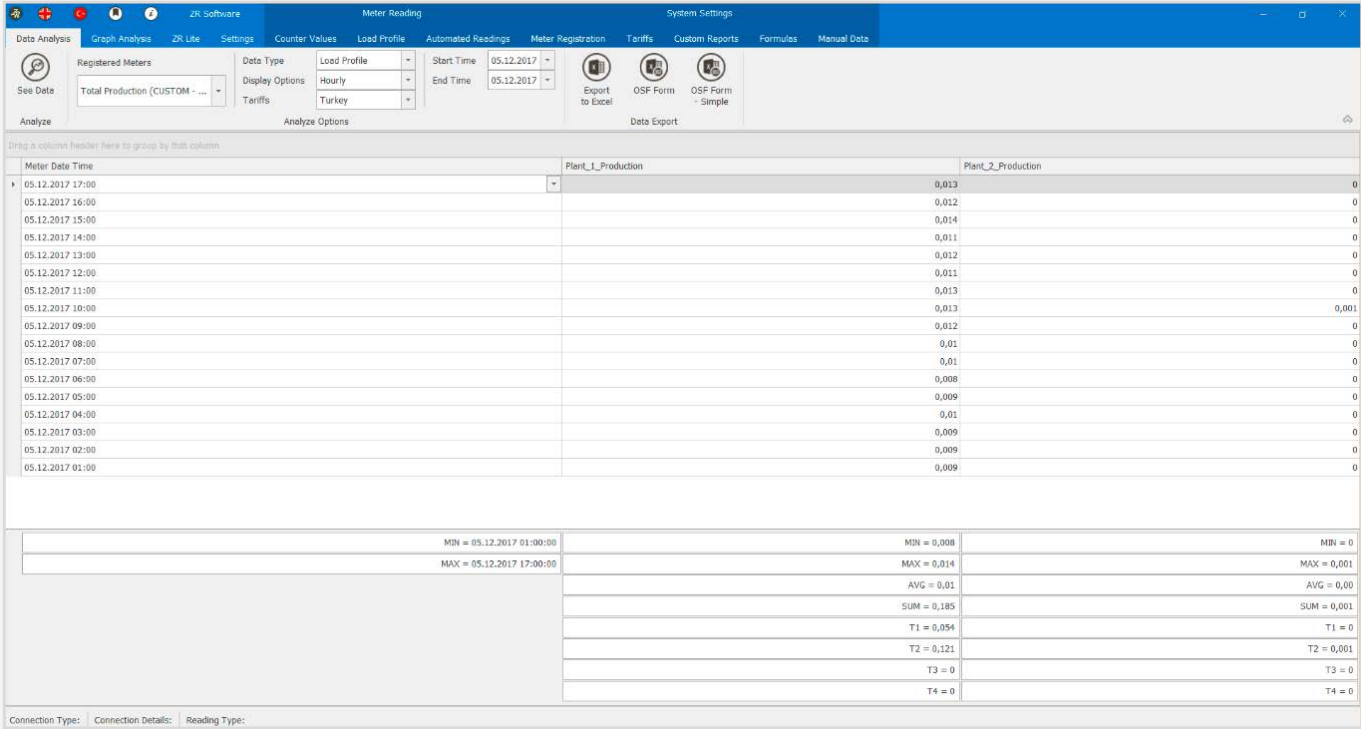 ZR Software Meter Reading System Settings
Data Analysis Graph Analysis ZR Lite Settings Counter Values Load Profile Automated Readings Meter Registration Tariffs Custom Reports Formulas Manual Data
Registered Meters Data Type Load Profile Start Time 05.12.2017
See Data Total Production (CUSTOM - ... Display Options Hourly End Time 05.12.2017 Export to Excel OSF Form OSF Form - Simple
Tariffs Turkey
Analyze Analyze Options Data Export
Drag a column header here to group by that column
Meter Date Time Plant_1_Production Plant_2_Production
05.12.2017 17:00 0,013 0
05.12.2017 16:00 0,012 0
05.12.2017 15:00 0,014 0
05.12.2017 14:00 0,011 0
05.12.2017 13:00 0,012 0
05.12.2017 12:00 0,011 0
05.12.2017 11:00 0,013 0
05.12.2017 10:00 0,013 0,001
05.12.2017 09:00 0,012 0
05.12.2017 08:00 0,01 0
05.12.2017 07:00 0,01 0
05.12.2017 06:00 0,008 0
05.12.2017 05:00 0,009 0
05.12.2017 04:00 0,01 0
05.12.2017 03:00 0,009 0
05.12.2017 02:00 0,009 0
05.12.2017 01:00 0,009 0
MIN = 05.12.2017 01:00:00 MIN = 0,008 MIN = 0
MAX = 05.12.2017 17:00:00 MAX = 0,014 MAX = 0,001
AVG = 0,01 AVG = 0,00
SUM = 0,185 SUM = 0,001
T1 = 0,054 T1 = 0
T2 = 0,121 T2 = 0,001
T3 = 0 T3 = 0
T4 = 0 T4 = 0
Connection Type: Connection Details: Reading Type: